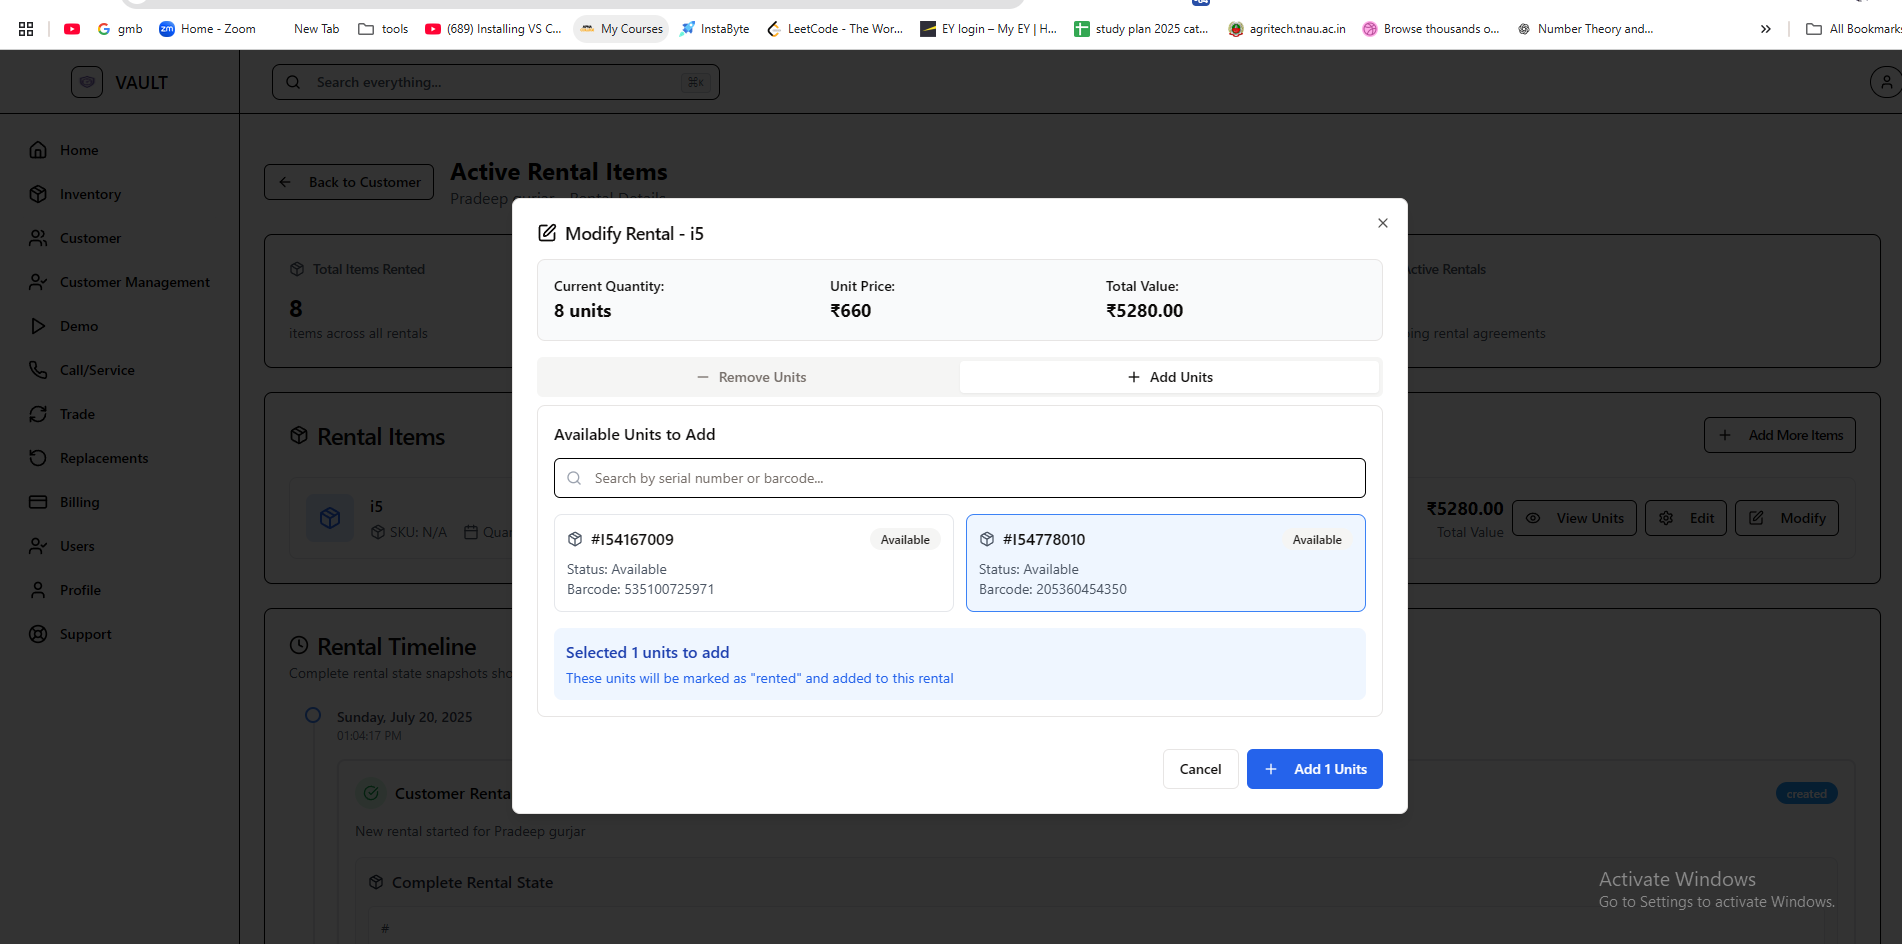 gmb
Home - Zoom
New Tab
tools
(689) Installing VS C...
My Courses
InstaByte
LeetCode - The Wor...
EY login – My EY | H...
study plan 2025 cat...
agritech.tnau.ac.in
Browse thousands o...
Number Theory and...
»
All Bookmarks
VAULT
Search everything...
⌘K
Home
Inventory
Customer
Customer Management
Demo
Call/Service
Trade
Replacements
Billing
Users
Profile
Support
Back to Customer
Active Rental Items
Pradeep gurjar - Rental Details
Total Items Rented
8
items across all rentals
Active Rentals
ing rental agreements
Rental Items
Add More Items
i5
SKU: N/A
Quan
₹5280.00
Total Value
View Units
Edit
Modify
Rental Timeline
Complete rental state snapshots sho
Sunday, July 20, 2025
01:04:17 PM
Customer Renta
created
New rental started for Pradeep gurjar
Complete Rental State
#
Modify Rental - i5
Current Quantity:
8 units
Unit Price:
₹660
Total Value:
₹5280.00
Remove Units
Add Units
Available Units to Add
Search by serial number or barcode...
#I54167009
Available
Status: Available
Barcode: 535100725971
#I54778010
Available
Status: Available
Barcode: 205360454350
Selected 1 units to add
These units will be marked as "rented" and added to this rental
Cancel
Add 1 Units
Activate Windows
Go to Settings to activate Windows.